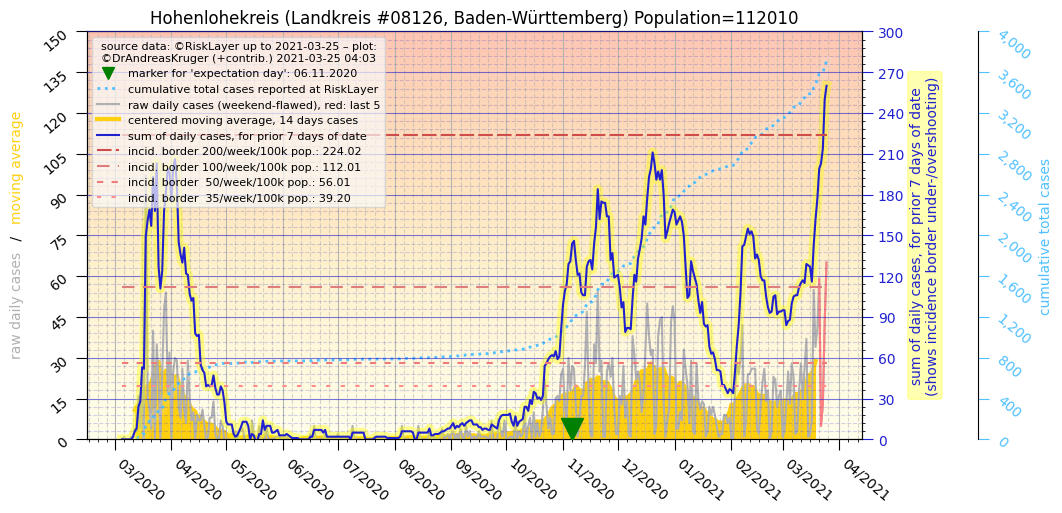 Hohenlohekreis (Landkreis #08126, Baden-Württemberg) Population=112010
source data: ©RiskLayer up to 2021-03-25 – plot:
©DrAndreasKruger (+contrib.) 2021-03-25 04:03
marker for 'expectation day': 06.11.2020
cumulative total cases reported at RiskLayer
raw daily cases (weekend-flawed), red: last 5
centered moving average, 14 days cases
sum of daily cases, for prior 7 days of date
incid. border 200/week/100k pop.: 224.02
incid. border 100/week/100k pop.: 112.01
incid. border  50/week/100k pop.: 56.01
incid. border  35/week/100k pop.: 39.20
raw daily cases / moving average
150
135
120
105
90
75
60
45
30
15
0
03/2020
04/2020
05/2020
06/2020
07/2020
08/2020
09/2020
10/2020
11/2020
12/2020
01/2021
02/2021
03/2021
04/2021
300
270
240
210
180
150
120
90
60
30
0
sum of daily cases, for prior 7 days of date
(shows incidence border under-/overshooting)
4,000
3,600
3,200
2,800
2,400
2,000
1,600
1,200
800
400
0
cumulative total cases